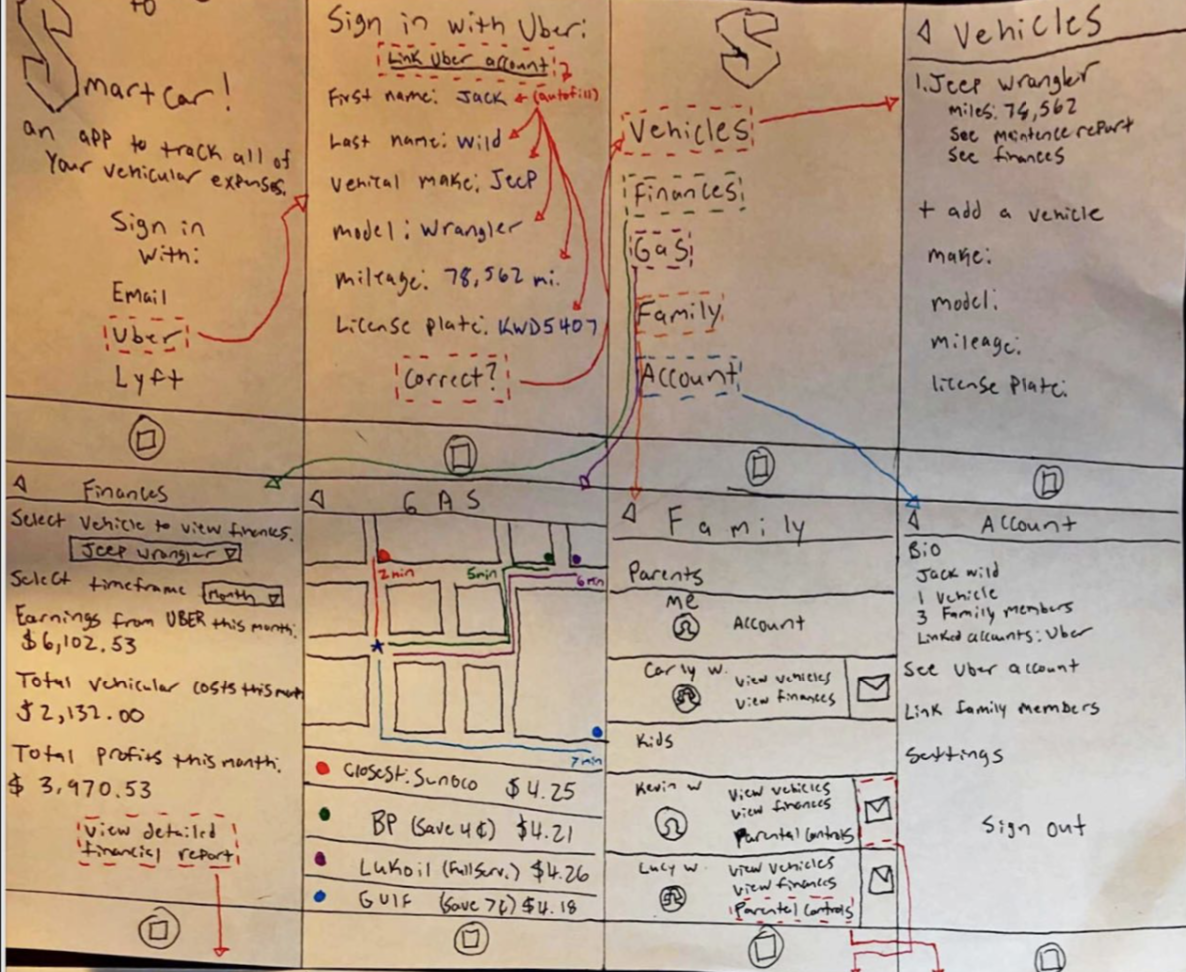 to
Smartcar!
an app to track all of
Your vehicular expenses.
Sign in
with:
Email
Uber
Lyft
Sign in with Uber:
Link Uber account
First name: Jack (autofill)
Last name: Wild
venical make: Jeep
model: Wrangler
mileage: 78,562 mi.
License plate: KWD5407
Correct?
S
Vehicles
Finances
Gas
Family
Account
Vehicles
1. Jeep Wrangler
miles: 78,562
See maintence report
See finances
+ add a vehicle
make:
model:
mileage:
license plate:
Finances
Select vehicle to view finances.
Jeep Wrangler
Select timeframe Month
Earnings from UBER this month:
$6,102.53
Total vehicular costs this month
$2,132.00
Total profits this month:
$3,970.53
view detailed
financial report
GAS
2min
5min
6min
7min
Closest: Sunoco $4.25
BP (Save 4¢) $4.21
Lukoil (Full Serv.) $4.26
Gulf (Save 7¢) $4.18
Family
Parents
Me
Account
Carly W.
View vehicles
View finances
Kids
Kevin W
View vehicles
View finances
Parental Controls
Lucy W.
View vehicles
View finances
Parental Controls
Account
Bio
Jack Wild
1 Vehicle
3 Family members
Linked accounts: Uber
See Uber account
Link family members
Settings
Sign out